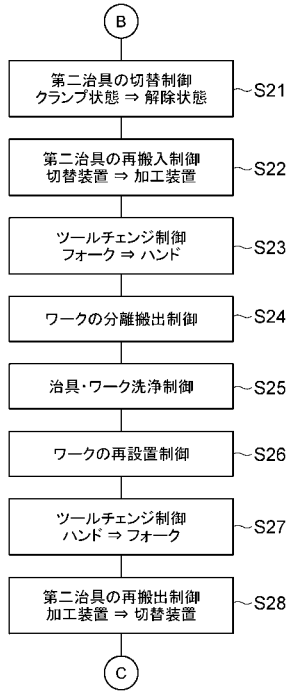 B
第二治具の切替制御
クランプ状態 ⇒ 解除状態
S21
第二治具の再搬入制御
切替装置 ⇒ 加工装置
S22
ツールチェンジ制御
フォーク ⇒ ハンド
S23
ワークの分離搬出制御
S24
治具・ワーク洗浄制御
S25
ワークの再設置制御
S26
ツールチェンジ制御
ハンド ⇒ フォーク
S27
第二治具の再搬出制御
加工装置 ⇒ 切替装置
S28
C